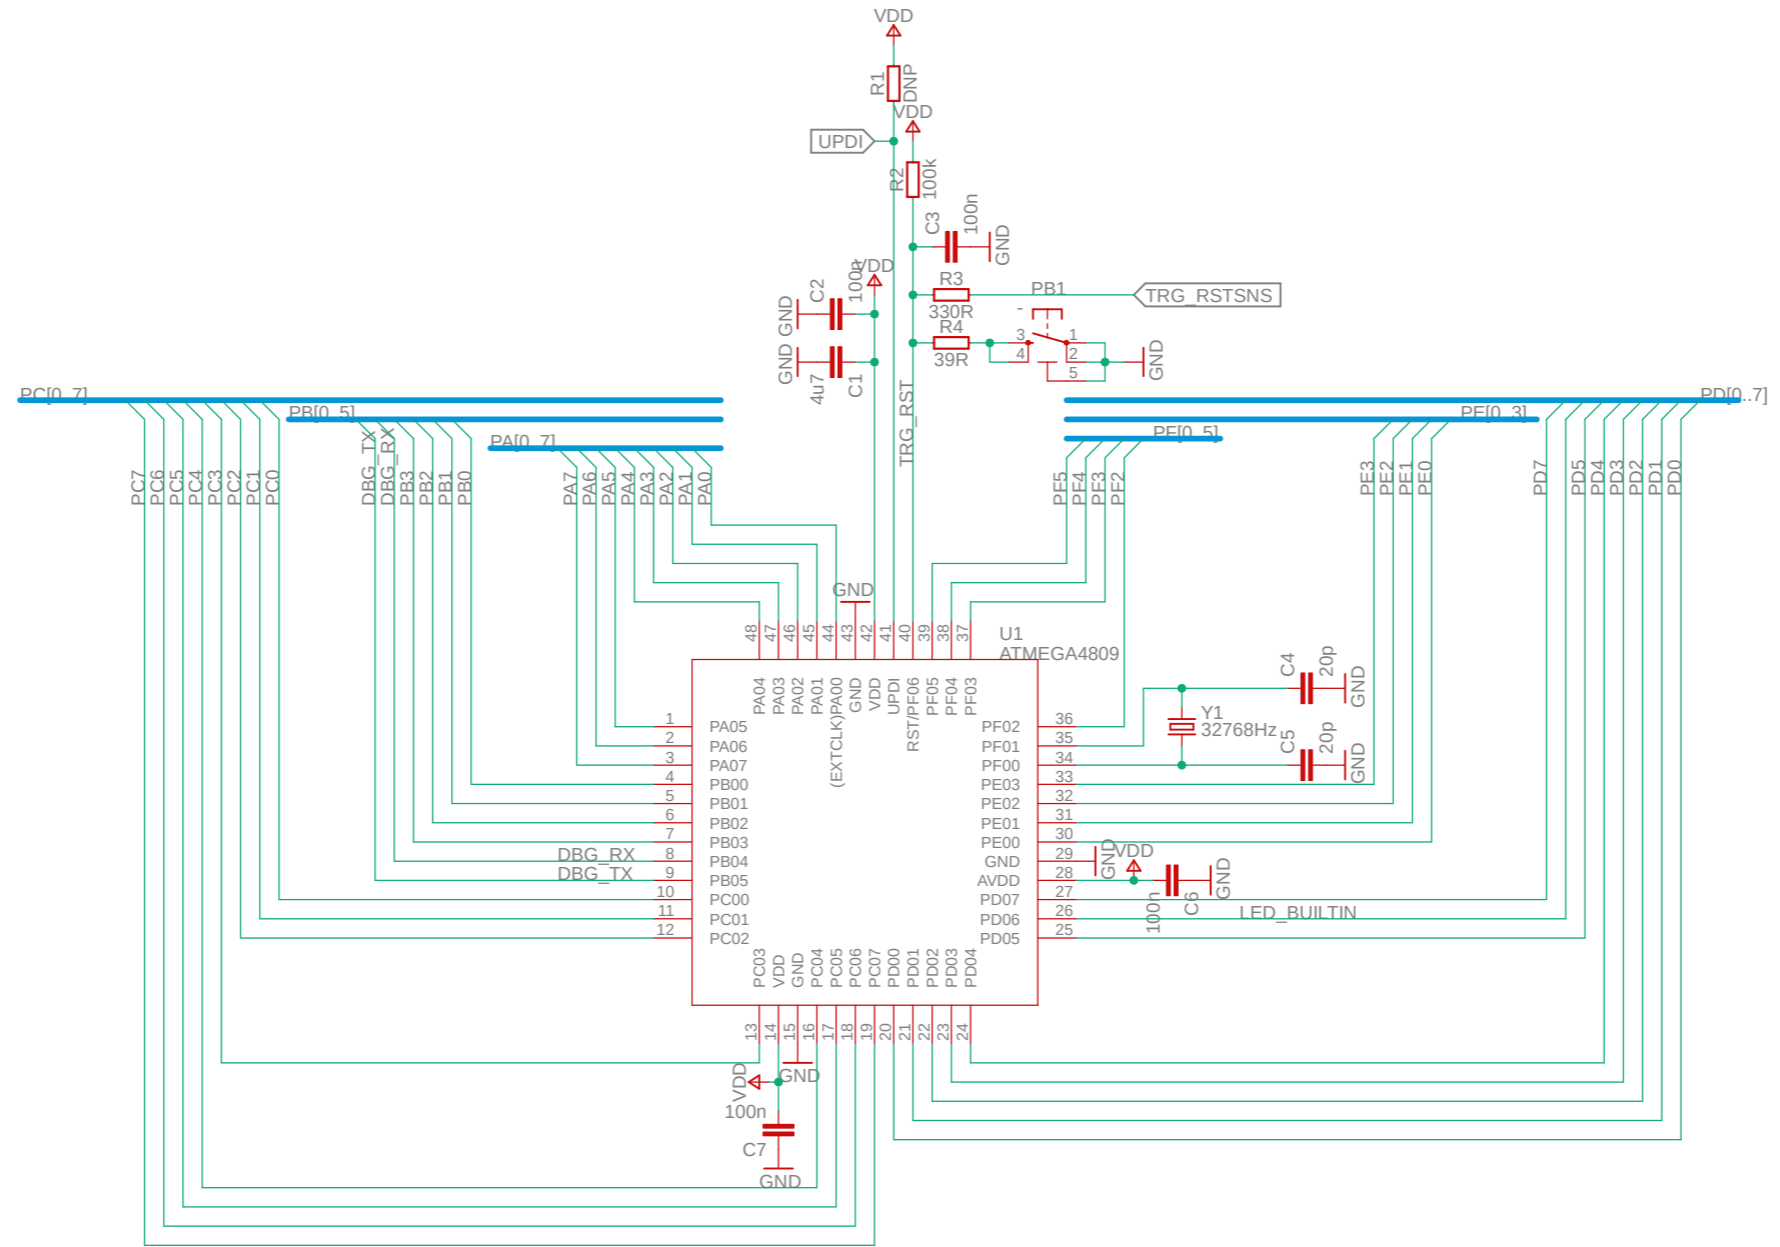 VDD
R1
DNP
VDD
UPDI
R2
100k
C3
100n
GND
VDD
C2
100n
GND
R3
330R
TRG_RSTSNS
PB1
-
R4
39R
3
4
1
2
5
GND
GND
4u7
C1
TRG_RST
PC[0..7]
PB[0..5]
PA[0..7]
PD[0..7]
PE[0..3]
PF[0..5]
PC7
PC6
PC5
PC4
PC3
PC2
PC1
PC0
DBG_TX
DBG_RX
PB3
PB2
PB1
PB0
PA7
PA6
PA5
PA4
PA3
PA2
PA1
PA0
PF5
PF4
PF3
PF2
PE3
PE2
PE1
PE0
PD7
PD5
PD4
PD3
PD2
PD1
PD0
GND
48
47
46
45
44
43
42
41
40
39
38
37
U1
ATMEGA4809
PA04
PA03
PA02
PA01
(EXTCLK)PA00
GND
VDD
UPDI
RST/PF06
PF05
PF04
PF03
1 PA05
2 PA06
3 PA07
4 PB00
5 PB01
6 PB02
7 PB03
DBG_RX 8 PB04
DBG_TX 9 PB05
10 PC00
11 PC01
12 PC02
PF02 36
PF01 35
PF00 34
PE03 33
PE02 32
PE01 31
PE00 30
GND 29
AVDD 28
PD07 27
PD06 26
PD05 25
C4
20p
GND
Y1
32768Hz
C5
20p
GND
GND
VDD
100n
C6
GND
LED_BUILTIN
PC03
VDD
GND
PC04
PC05
PC06
PC07
PD00
PD01
PD02
PD03
PD04
13
14
15
16
17
18
19
20
21
22
23
24
VDD
GND
100n
C7
GND